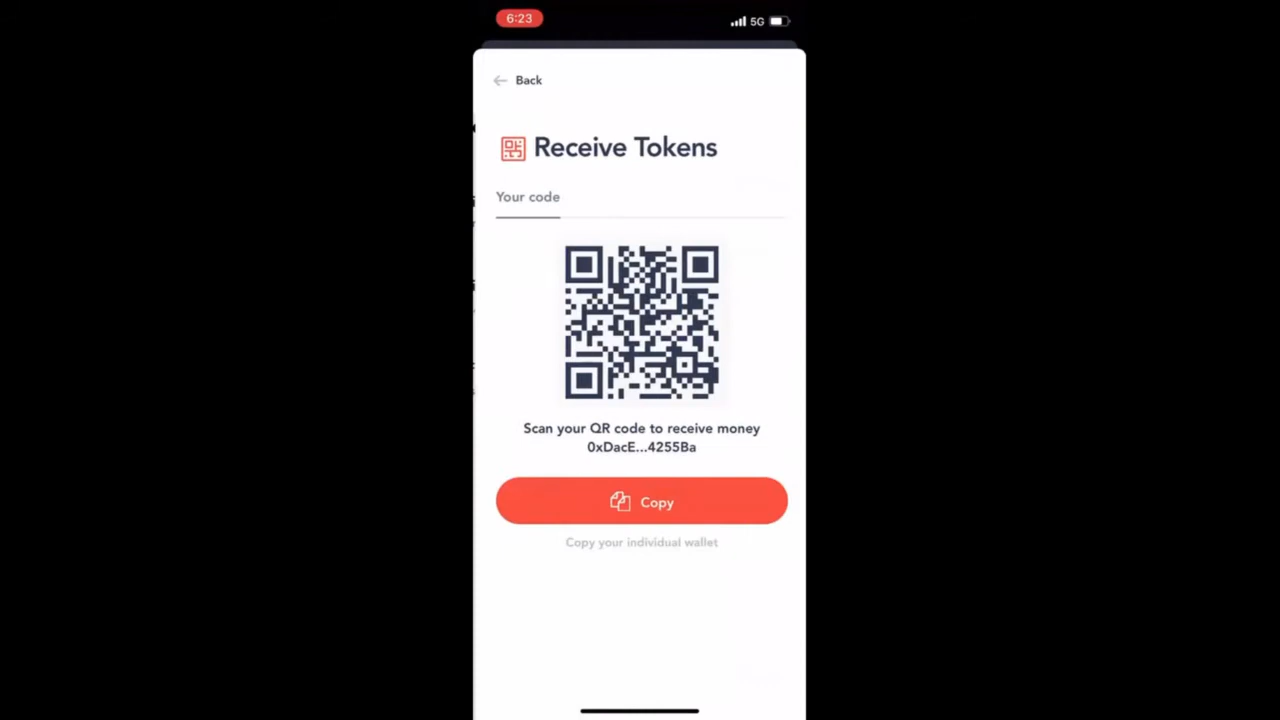 6:23
5G
Back
Receive Tokens
Your code
Scan your QR code to receive money
0xDacE...4255Ba
Copy
Copy your individual wallet